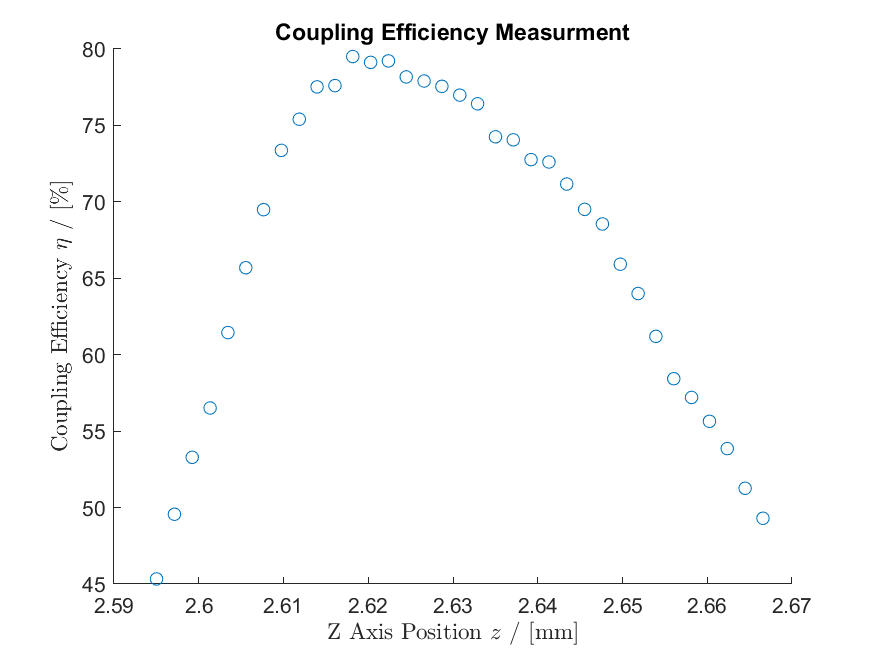 Coupling Efficiency Measurment
80
75
70
65
60
55
50
45
Coupling Efficiency η / [%]
2.59 2.6 2.61 2.62 2.63 2.64 2.65 2.66 2.67
Z Axis Position z / [mm]